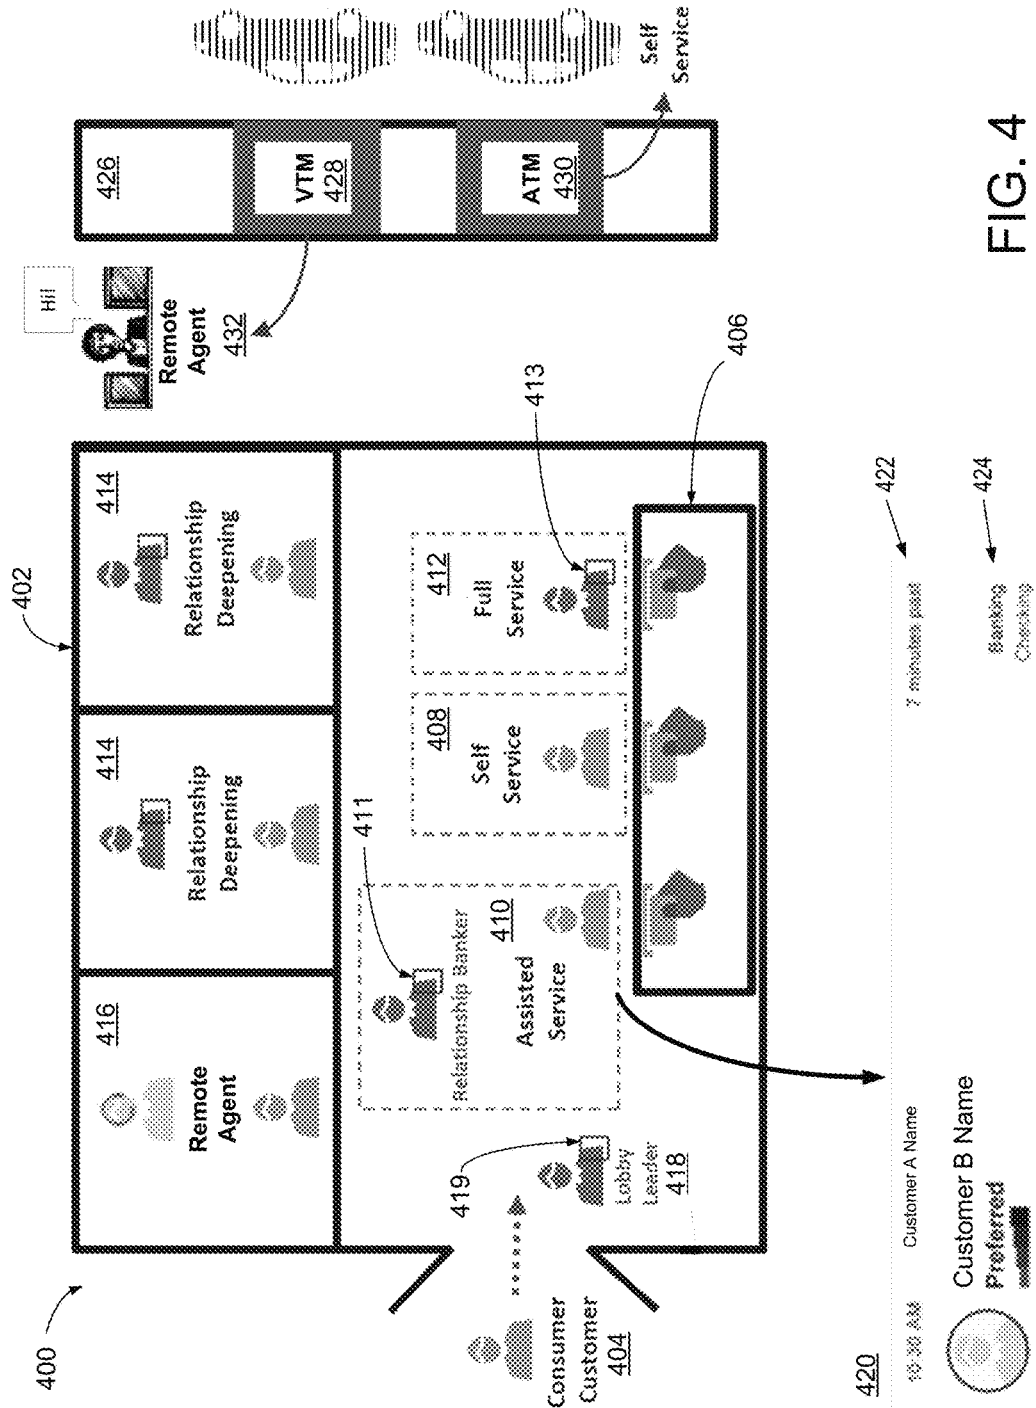 400
402
416
Remote
Agent
414
Relationship
Deepening
414
Relationship
Deepening
Hi!
Remote
Agent
432
426
VTM
428
ATM
430
Self
Service
Consumer
Customer
404
419
Lobby
Leader
418
411
Relationship Banker
410
Assisted
Service
408
Self
Service
412
Full
Service
413
406
420
10:30 AM
Customer A Name
7 minutes past
422
Customer B Name
Preferred
Banking
Checking
424
FIG. 4